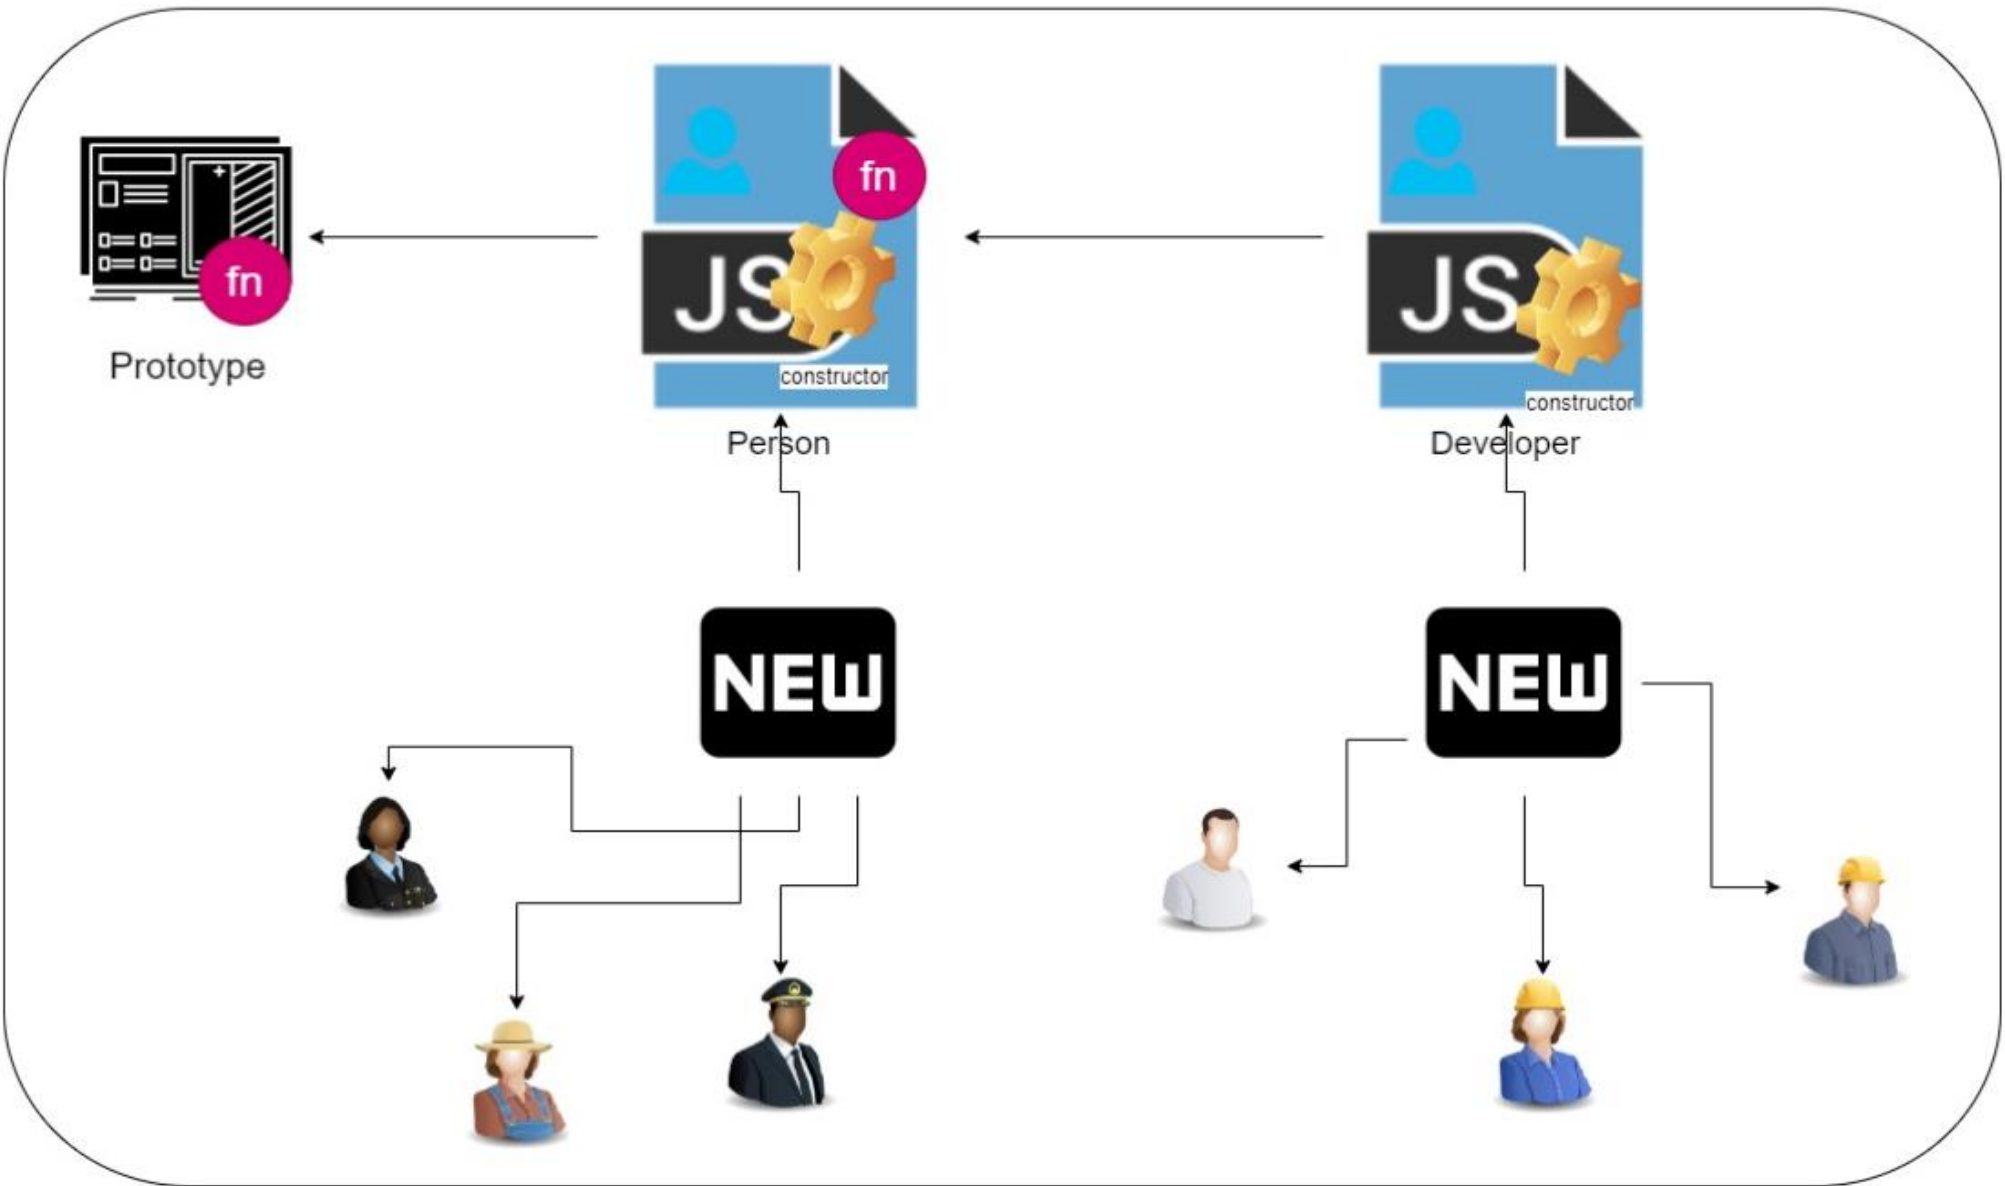 fn
JS
constructor
Person
fn
Prototype
JS
constructor
Developer
NEW
NEW